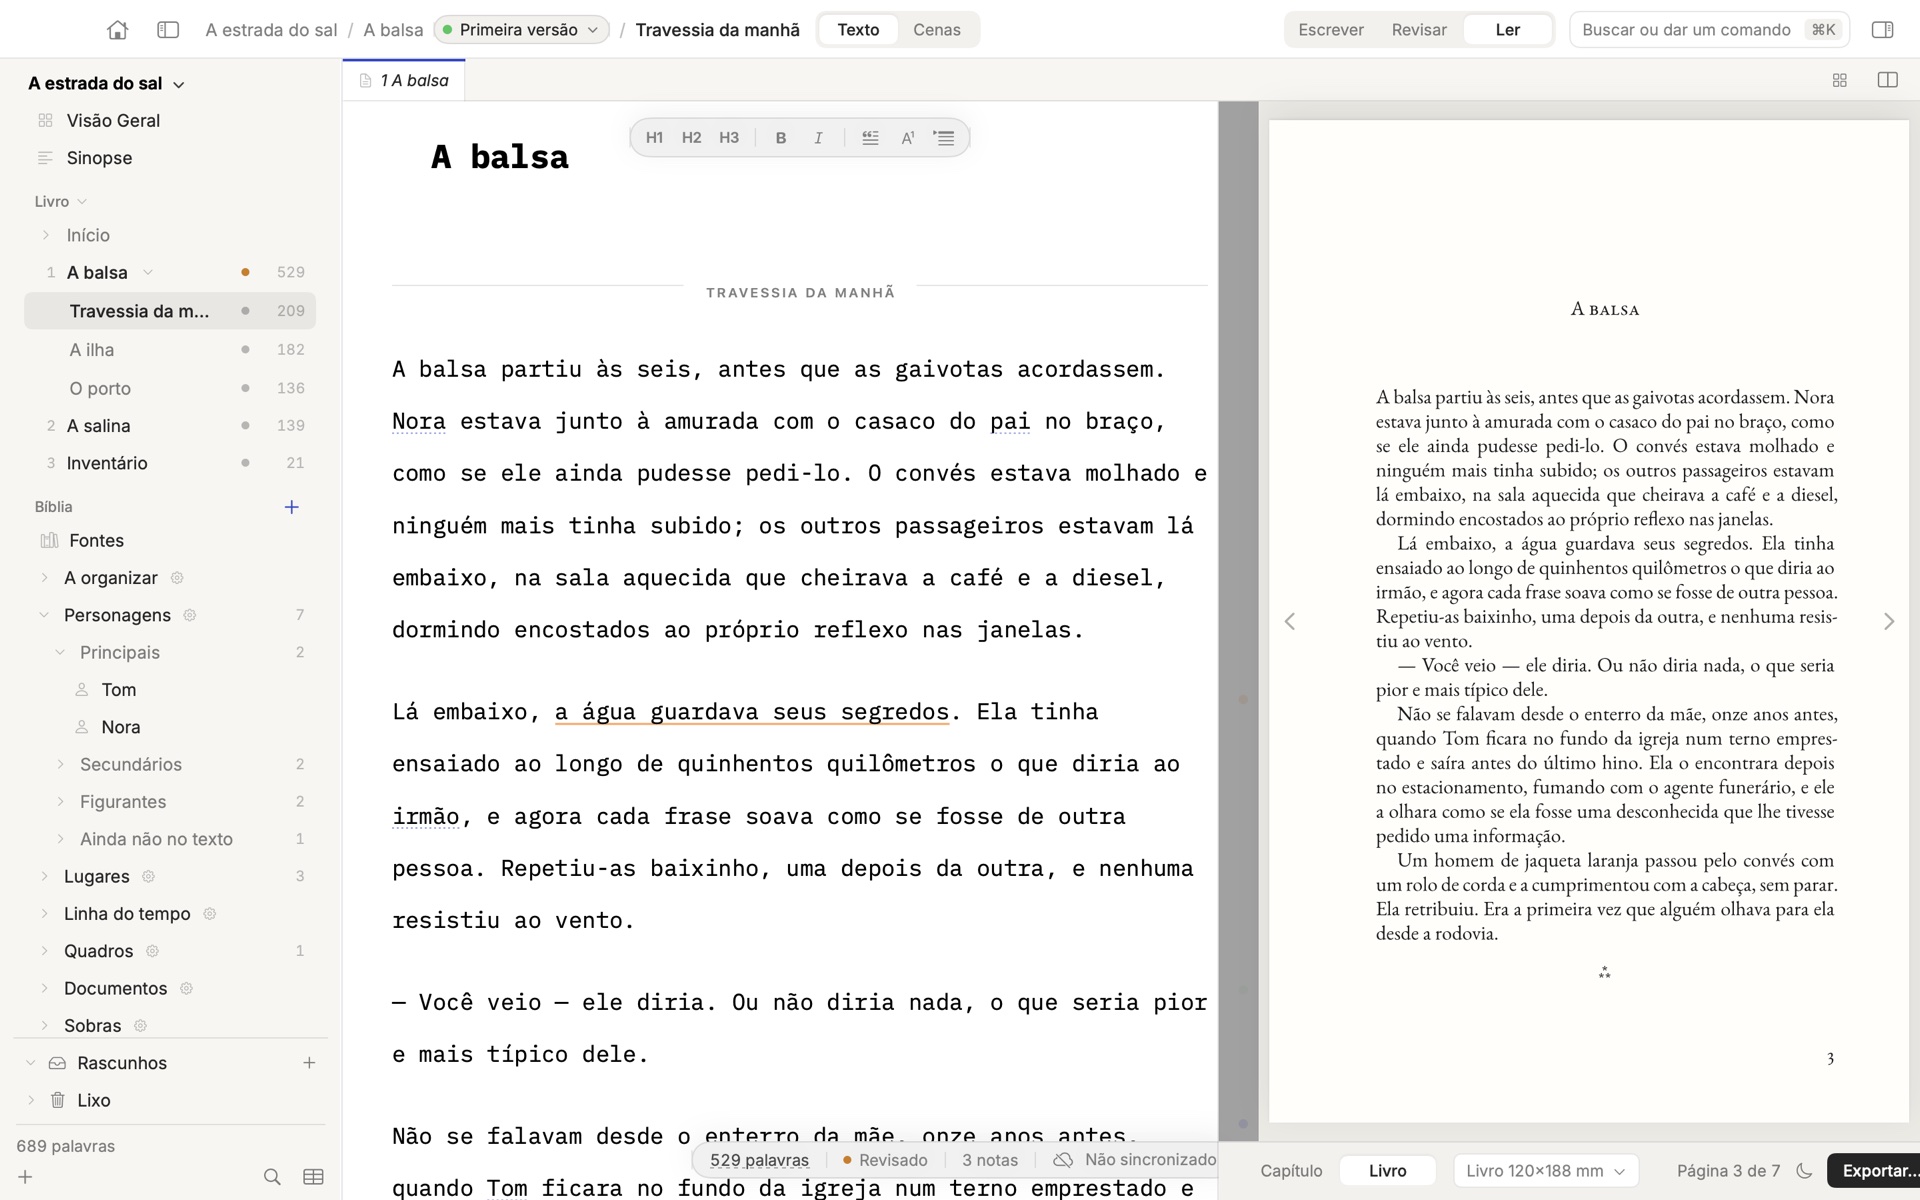 A estrada do sal / A balsa Primeira versão / Travessia da manhã Texto Cenas Escrever Revisar Ler Buscar ou dar um comando ⌘K
A estrada do sal
Visão Geral
Sinopse
Livro
Início
1 A balsa 529
Travessia da m... 209
A ilha 182
O porto 136
2 A salina 139
3 Inventário 21
Bíblia +
Fontes
A organizar
Personagens 7
Principais 2
Tom
Nora
Secundários 2
Figurantes 2
Ainda não no texto 1
Lugares 3
Linha do tempo
Quadros 1
Documentos
Sobras
Rascunhos +
Lixo
689 palavras
1 A balsa
H1 H2 H3 B I A¹
A balsa
TRAVESSIA DA MANHÃ
A balsa partiu às seis, antes que as gaivotas acordassem.
Nora estava junto à amurada com o casaco do pai no braço,
como se ele ainda pudesse pedi-lo. O convés estava molhado e
ninguém mais tinha subido; os outros passageiros estavam lá
embaixo, na sala aquecida que cheirava a café e a diesel,
dormindo encostados ao próprio reflexo nas janelas.
Lá embaixo, a água guardava seus segredos. Ela tinha
ensaiado ao longo de quinhentos quilômetros o que diria ao
irmão, e agora cada frase soava como se fosse de outra
pessoa. Repetiu-as baixinho, uma depois da outra, e nenhuma
resistiu ao vento.
— Você veio — ele diria. Ou não diria nada, o que seria pior
e mais típico dele.
Não se falavam desde o enterro da mãe, onze anos antes,
quando Tom ficara no fundo da igreja num terno emprestado e
529 palavras Revisado 3 notas Não sincronizado
A BALSA
A balsa partiu às seis, antes que as gaivotas acordassem. Nora
estava junto à amurada com o casaco do pai no braço, como
se ele ainda pudesse pedi-lo. O convés estava molhado e
ninguém mais tinha subido; os outros passageiros estavam
lá embaixo, na sala aquecida que cheirava a café e a diesel,
dormindo encostados ao próprio reflexo nas janelas.
Lá embaixo, a água guardava seus segredos. Ela tinha
ensaiado ao longo de quinhentos quilômetros o que diria ao
irmão, e agora cada frase soava como se fosse de outra pessoa.
Repetiu-as baixinho, uma depois da outra, e nenhuma resis-
tiu ao vento.
— Você veio — ele diria. Ou não diria nada, o que seria
pior e mais típico dele.
Não se falavam desde o enterro da mãe, onze anos antes,
quando Tom ficara no fundo da igreja num terno empres-
tado e saíra antes do último hino. Ela o encontrara depois
no estacionamento, fumando com o agente funerário, e ele
a olhara como se ela fosse uma desconhecida que lhe tivesse
pedido uma informação.
Um homem de jaqueta laranja passou pelo convés com
um rolo de corda e a cumprimentou com a cabeça, sem parar.
Ela retribuiu. Era a primeira vez que alguém olhava para ela
desde a rodovia.
⁂
3
Capítulo Livro Livro 120×188 mm Página 3 de 7 Exportar...